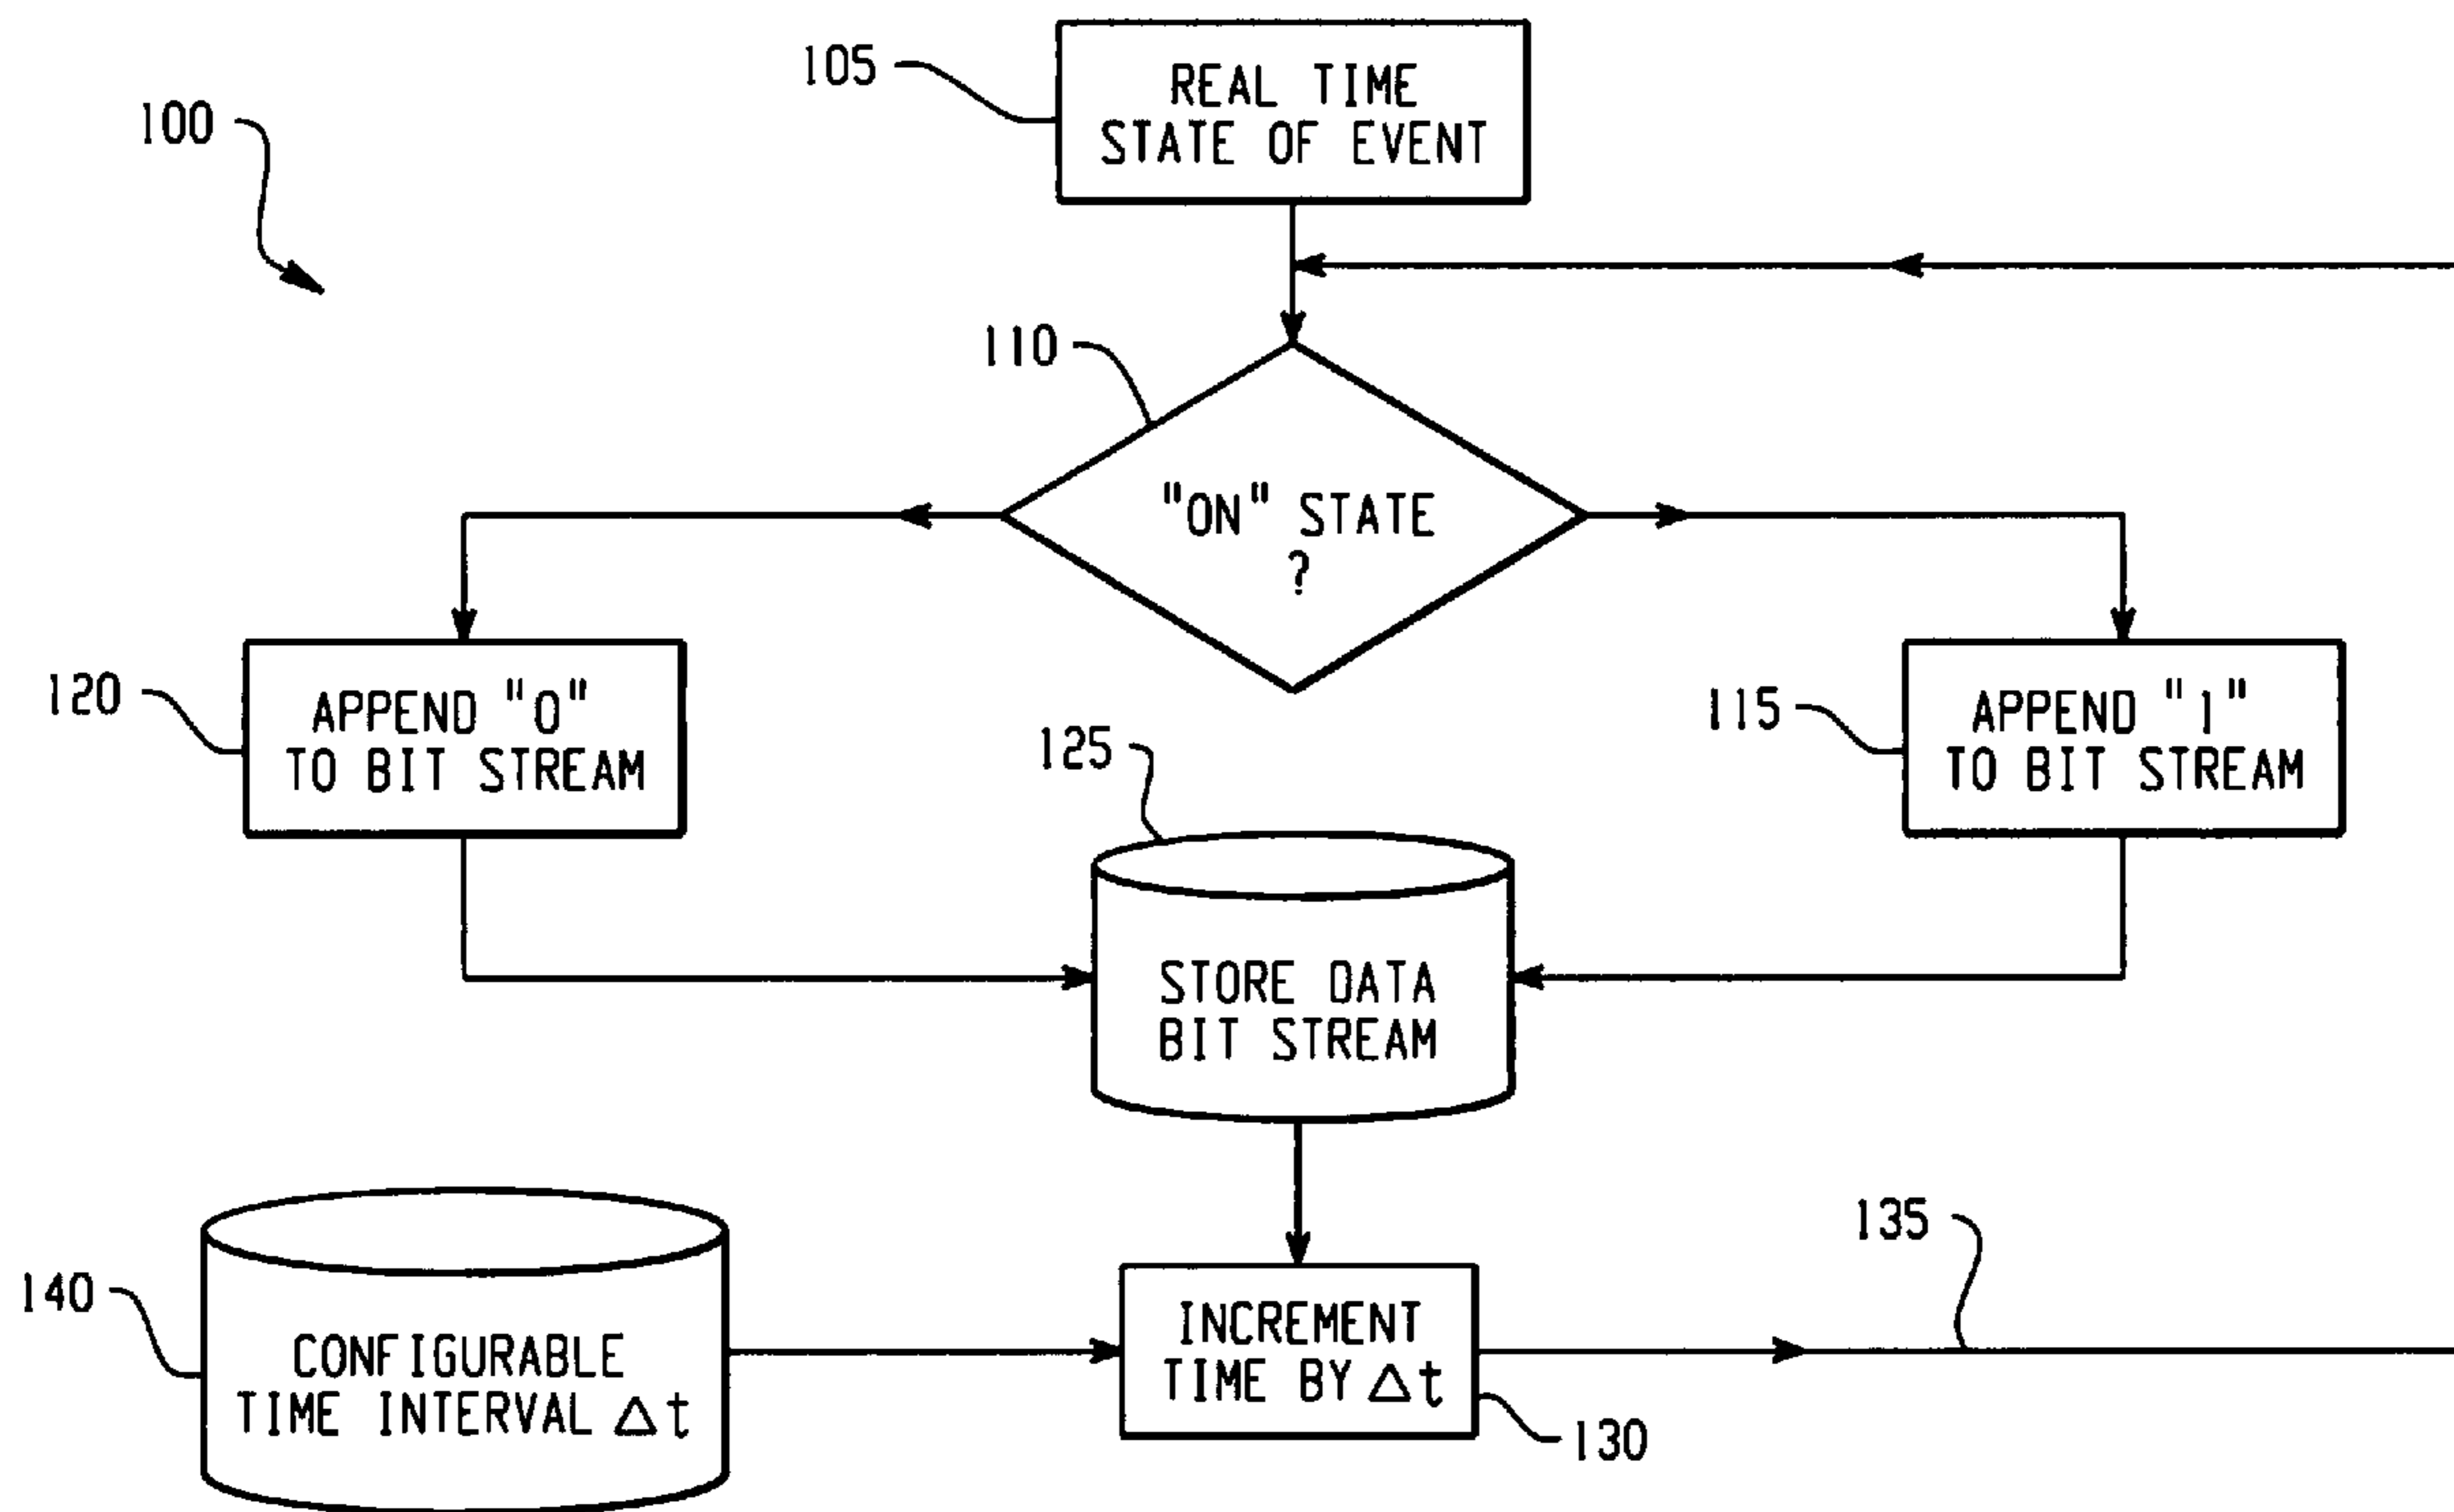 105
REAL TIME
STATE OF EVENT
100
110
"ON" STATE
?
120
APPEND "0"
TO BIT STREAM
115
APPEND "1"
TO BIT STREAM
125
STORE DATA
BIT STREAM
140
CONFIGURABLE
TIME INTERVAL Δt
INCREMENT
TIME BY Δt
135
130